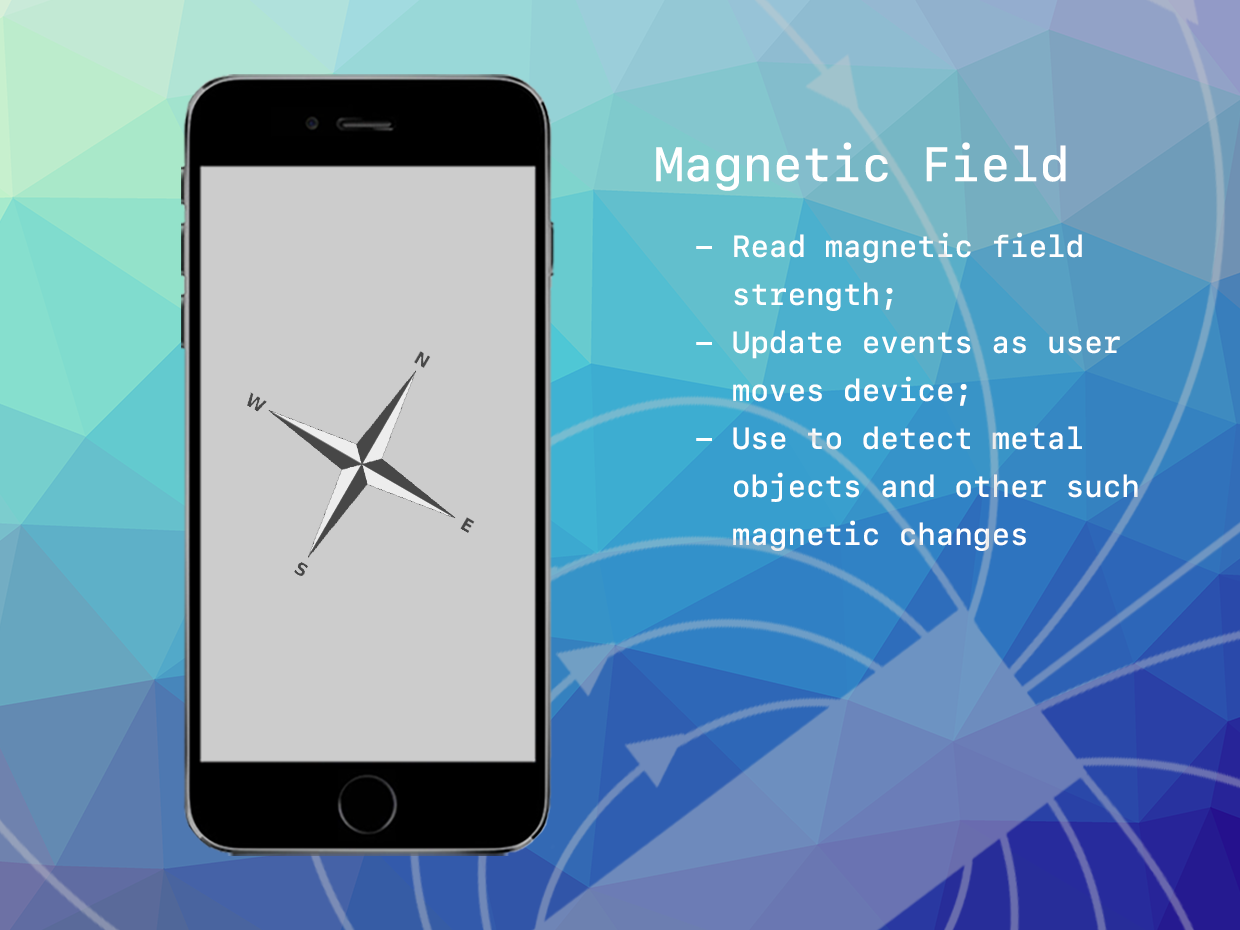 Magnetic Field
– Read magnetic field
strength;
– Update events as user
moves device;
– Use to detect metal
objects and other such
magnetic changes
N
W
E
S